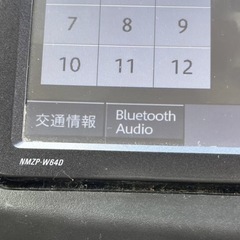 7 8 9
10 11 12
交通情報
Bluetooth
Audio
NMZP-W64D